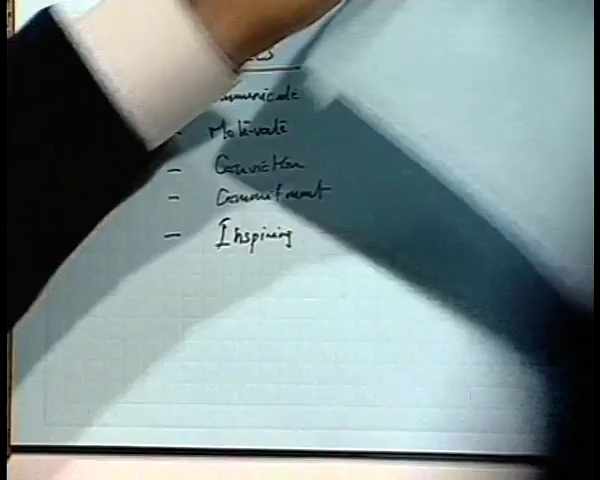 - Motivate
- Conviction
- Commitment
- Inspiring